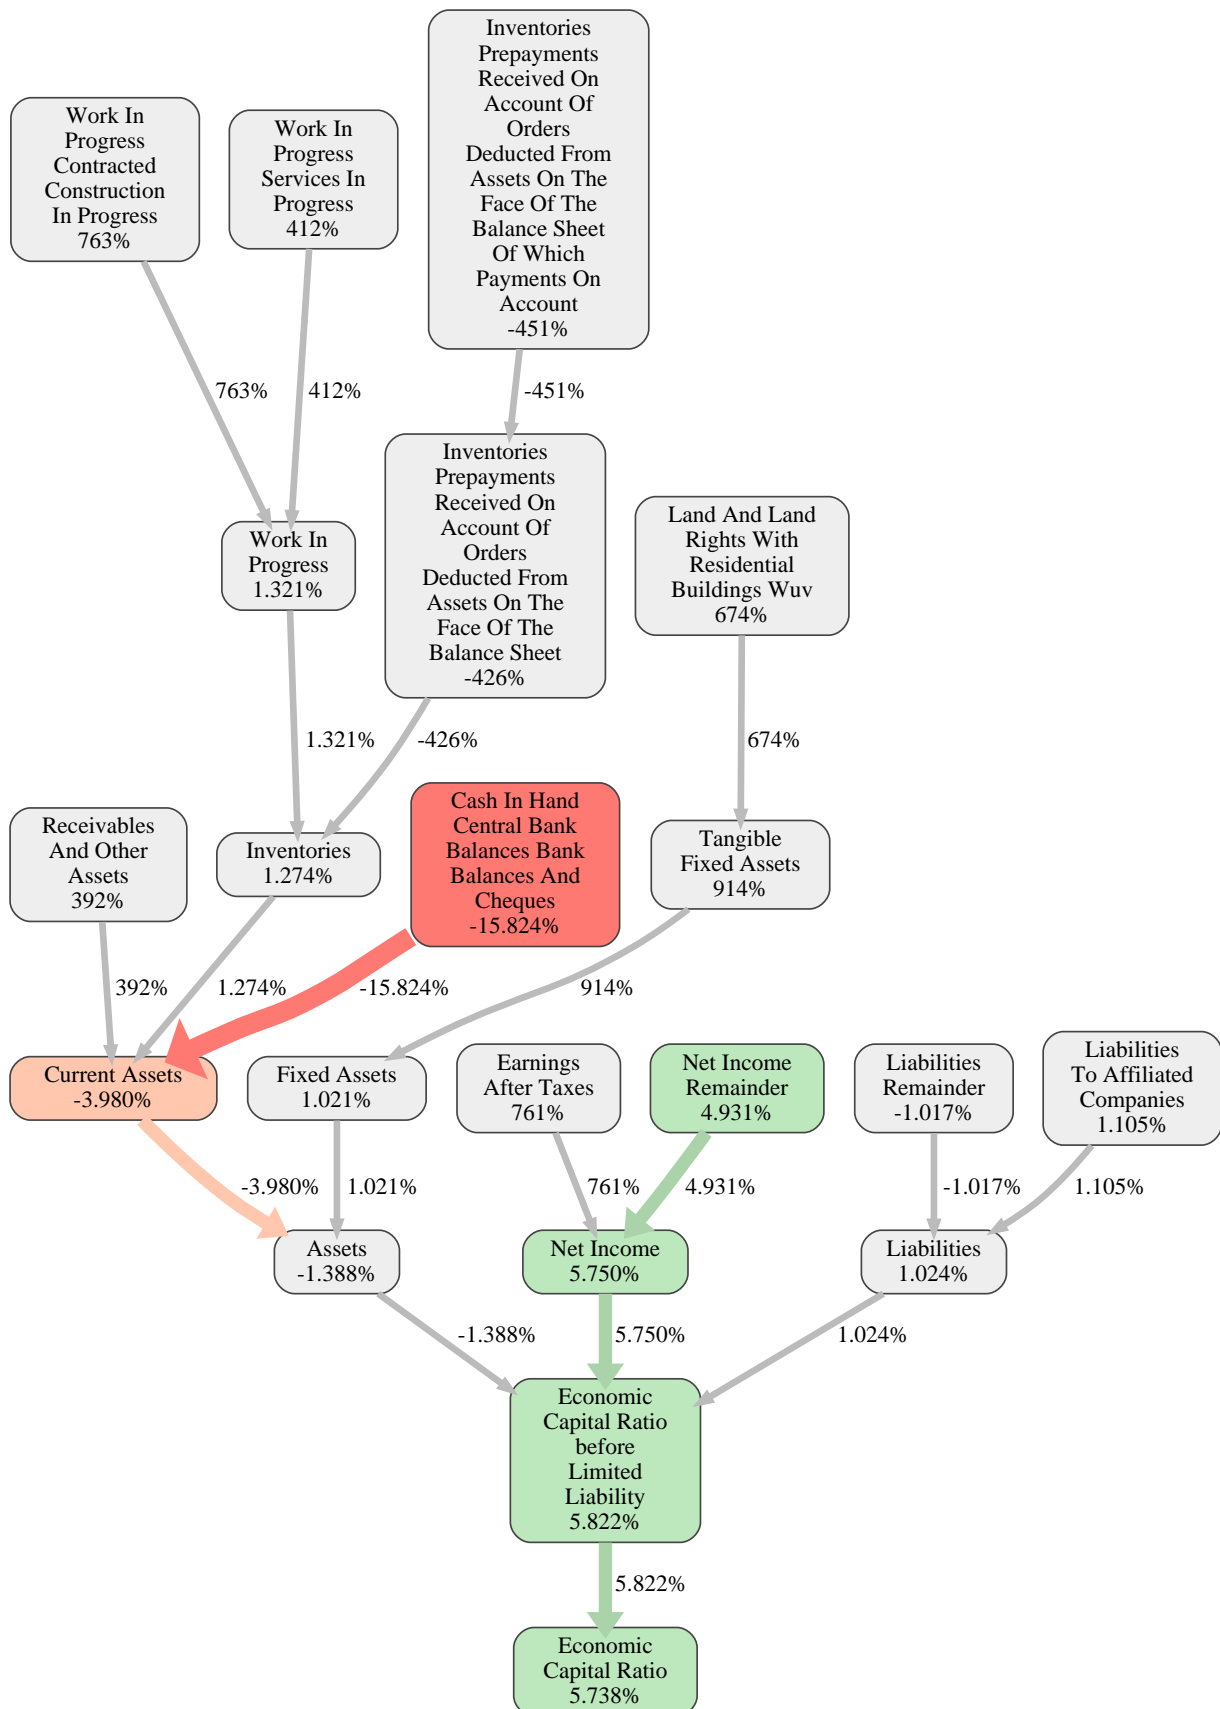 Inventories
Prepayments
Received On
Account Of
Orders
Deducted From
Assets On The
Face Of The
Balance Sheet
Of Which
Payments On
Account
-451%
Work In
Progress
Contracted
Construction
In Progress
763%
Work In
Progress
Services In
Progress
412%
763%
412%
-451%
Inventories
Prepayments
Received On
Account Of
Orders
Deducted From
Assets On The
Face Of The
Balance Sheet
-426%
Work In
Progress
1.321%
Land And Land
Rights With
Residential
Buildings Wuv
674%
1.321%
-426%
674%
Receivables
And Other
Assets
392%
Inventories
1.274%
Cash In Hand
Central Bank
Balances Bank
Balances And
Cheques
-15.824%
Tangible
Fixed Assets
914%
392%
1.274%
-15.824%
914%
Current Assets
-3.980%
Fixed Assets
1.021%
Earnings
After Taxes
761%
Net Income
Remainder
4.931%
Liabilities
Remainder
-1.017%
Liabilities
To Affiliated
Companies
1.105%
-3.980%
1.021%
761%
4.931%
-1.017%
1.105%
Assets
-1.388%
Net Income
5.750%
Liabilities
1.024%
-1.388%
5.750%
1.024%
Economic
Capital Ratio
before
Limited
Liability
5.822%
5.822%
Economic
Capital Ratio
5.738%